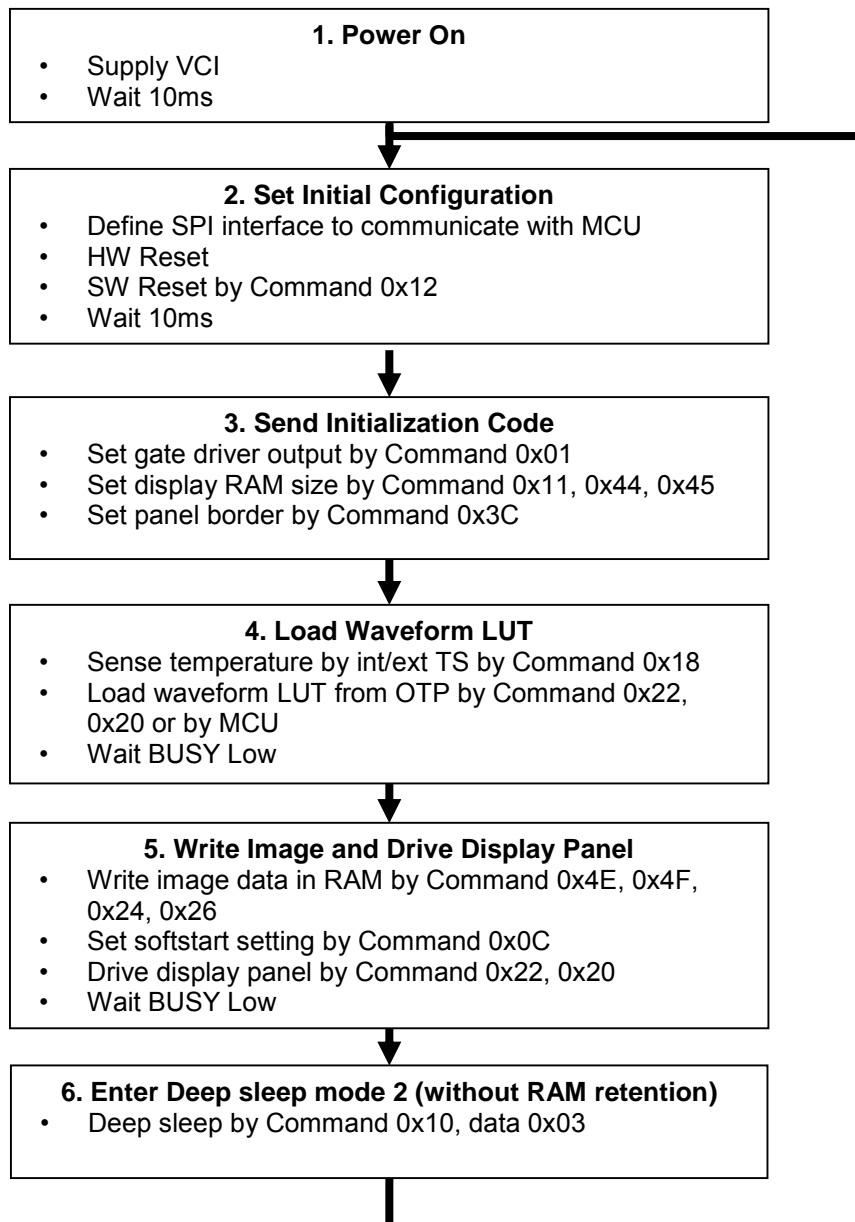 1. Power On
• Supply VCI
• Wait 10ms
2. Set Initial Configuration
• Define SPI interface to communicate with MCU
• HW Reset
• SW Reset by Command 0x12
• Wait 10ms
3. Send Initialization Code
• Set gate driver output by Command 0x01
• Set display RAM size by Command 0x11, 0x44, 0x45
• Set panel border by Command 0x3C
4. Load Waveform LUT
• Sense temperature by int/ext TS by Command 0x18
• Load waveform LUT from OTP by Command 0x22,
0x20 or by MCU
• Wait BUSY Low
5. Write Image and Drive Display Panel
• Write image data in RAM by Command 0x4E, 0x4F,
0x24, 0x26
• Set softstart setting by Command 0x0C
• Drive display panel by Command 0x22, 0x20
• Wait BUSY Low
6. Enter Deep sleep mode 2 (without RAM retention)
• Deep sleep by Command 0x10, data 0x03